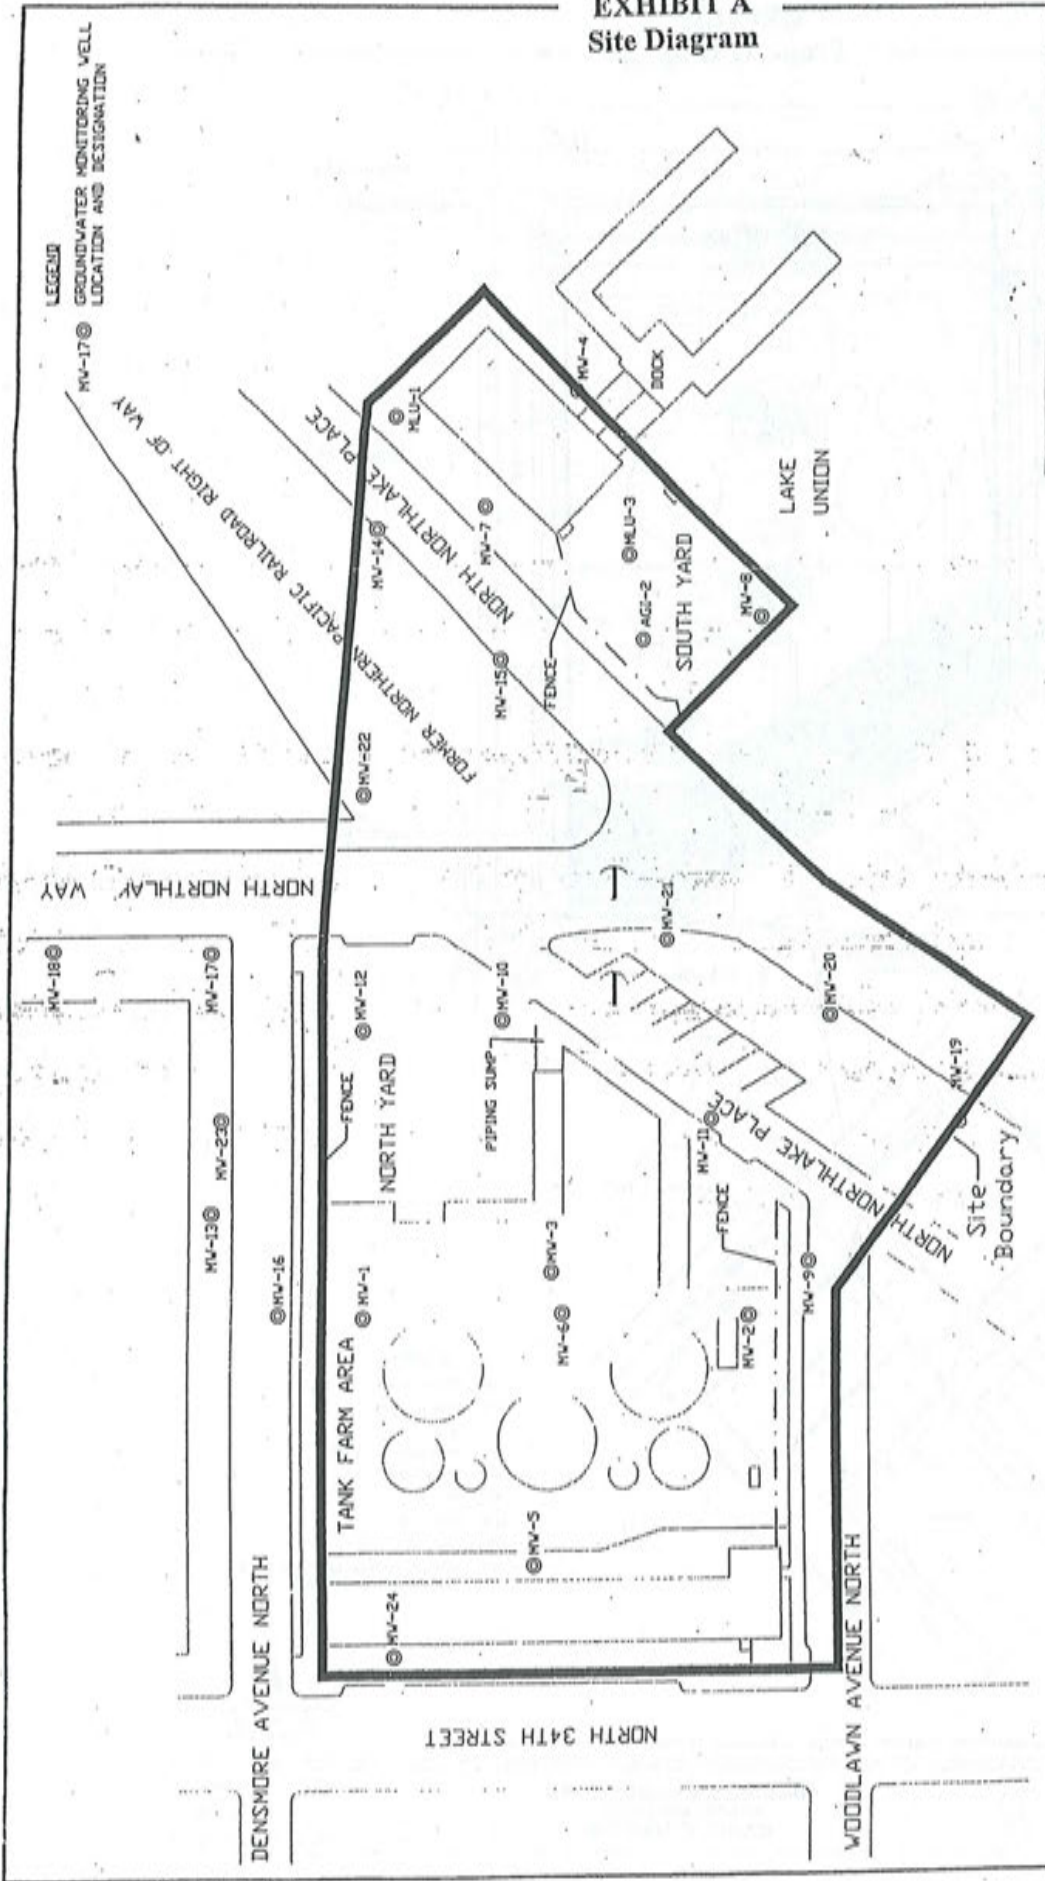 EXHIBIT A
Site Diagram
LEGEND
MW-17 GROUNDWATER MONITORING WELL
LOCATION AND DESIGNATION
FORMER NORTHERN PACIFIC RAILROAD RIGHT OF WAY
NORTH NORTHLAKE PLACE
MLU-1
MW-14
MW-7
MW-4
DOCK
MW-15
FENCE
MLU-3
AGI-2
SOUTH YARD
MW-8
LAKE
UNION
MW-22
NORTH NORTHLAKE WAY
MW-18
MW-17
MW-12
MW-10
MW-21
MW-20
MW-19
Site
Boundary
NORTH YARD
FENCE
PIPING SUMP
MW-11
NORTH NORTHLAKE PLACE
MW-23
MW-13
MW-16
MW-1
MW-3
MW-6
FENCE
MW-2
MW-9
TANK FARM AREA
MW-5
MW-24
DENSMORE AVENUE NORTH
NORTH 34TH STREET
WOODLAWN AVENUE NORTH